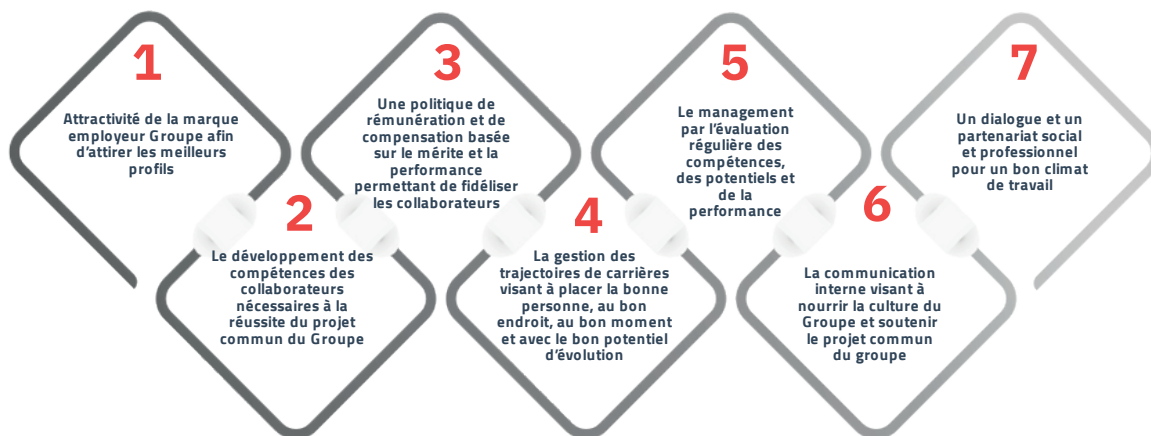 1
Attractivité de la marque
employeur Groupe afin
d'attirer les meilleurs
profils
2
Le développement des
compétences des
collaborateurs
nécessaires à la
réussite du projet
commun du Groupe
3
Une politique de
rémunération et de
compensation basée
sur le mérite et la
performance
permettant de fidéliser
les collaborateurs
4
La gestion des
trajectoires de carrières
visant à placer la bonne
personne, au bon
endroit, au bon moment
et avec le bon potentiel
d'évolution
5
Le management
par l'évaluation
régulière des
compétences,
des potentiels et
de la
performance
6
La communication
interne visant à
nourrir la culture du
Groupe et soutenir
le projet commun
du groupe
7
Un dialogue et un
partenariat social
et professionnel
pour un bon climat
de travail